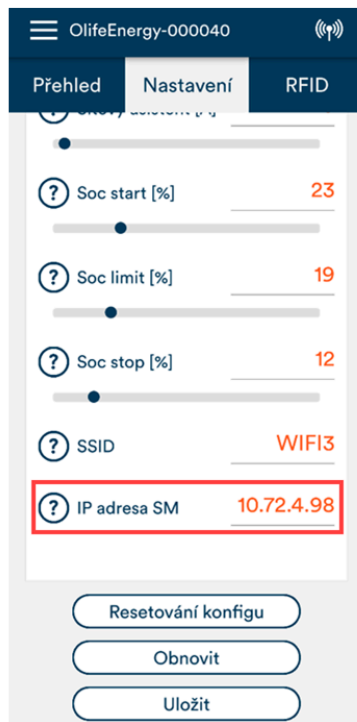 OlifeEnergy-000040
Přehled Nastavení RFID
Soc start [%] 23
Soc limit [%] 19
Soc stop [%] 12
SSID WIFI3
IP adresa SM 10.72.4.98
Resetování konfigu
Obnovit
Uložit